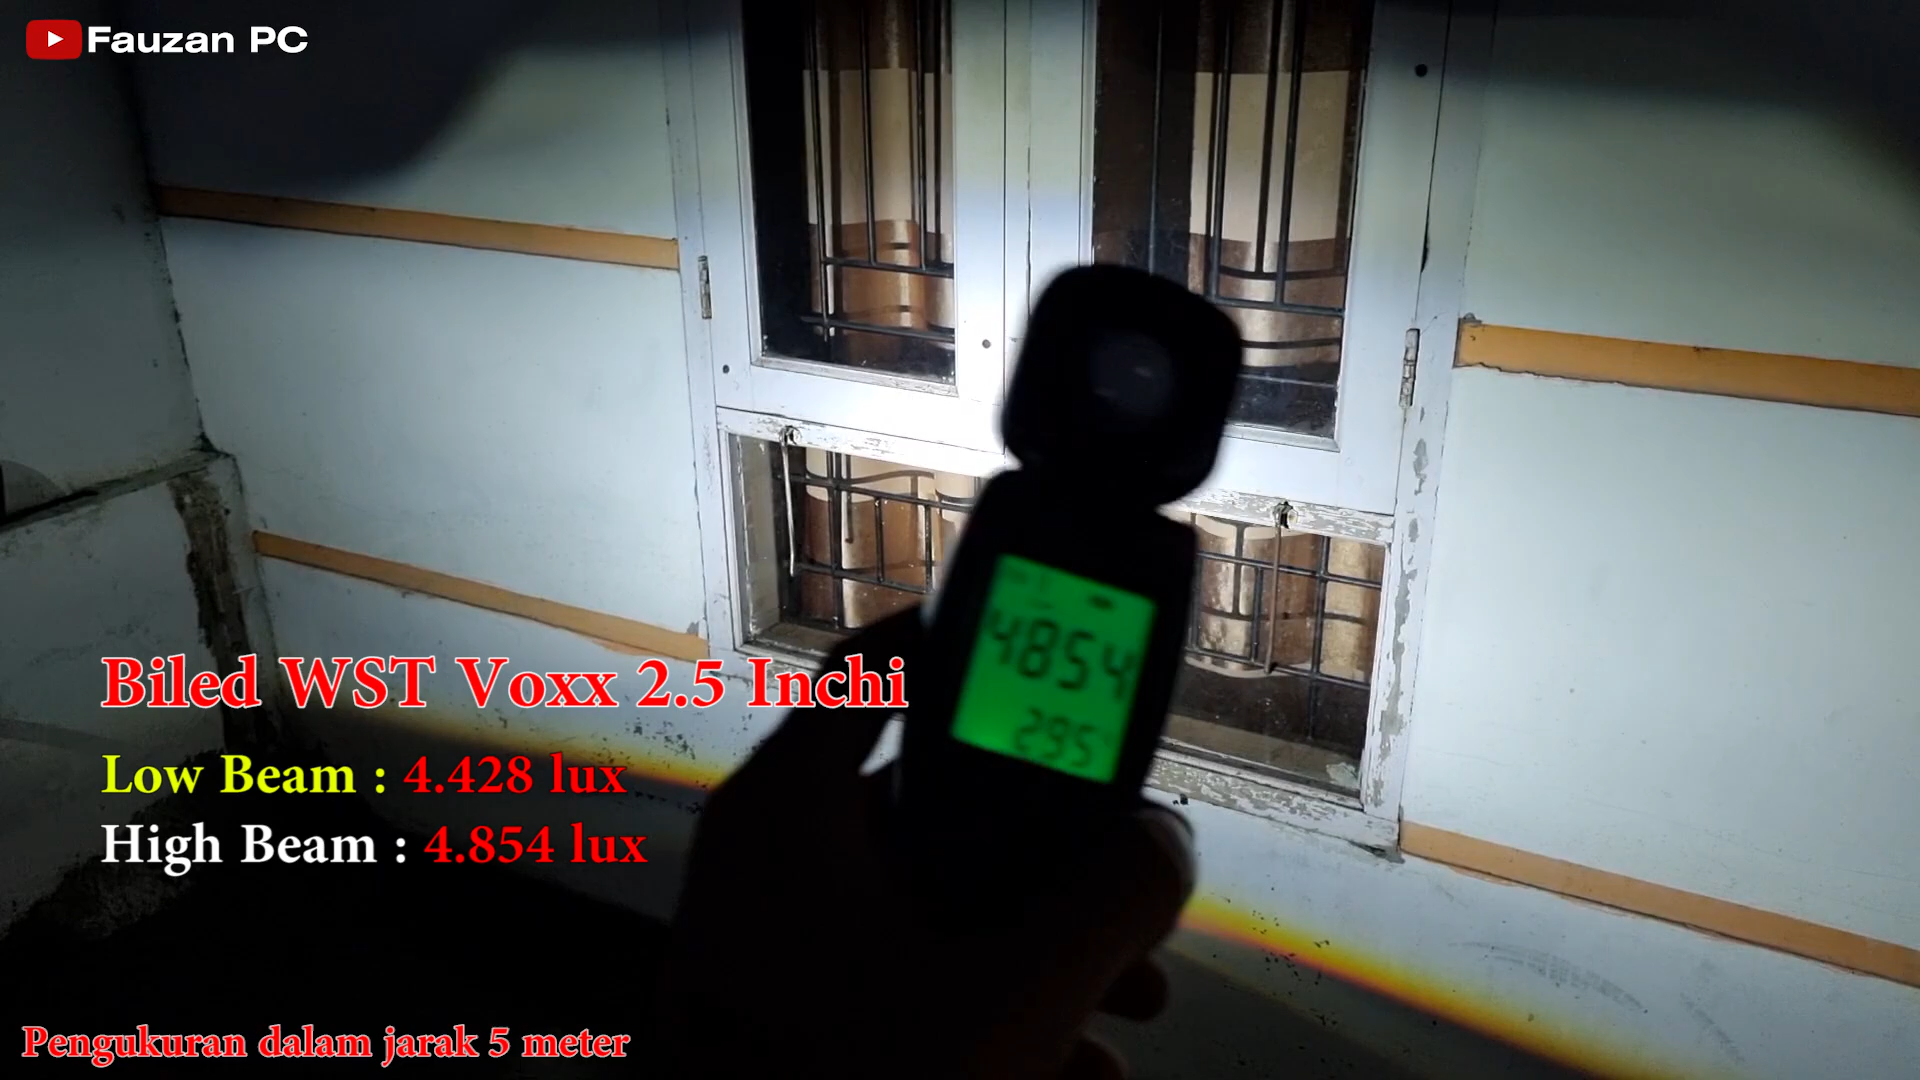 Fauzan PC
4854
295
Biled WST Voxx 2.5 Inchi
Low Beam : 4.428 lux
High Beam : 4.854 lux
Pengukuran dalam jarak 5 meter